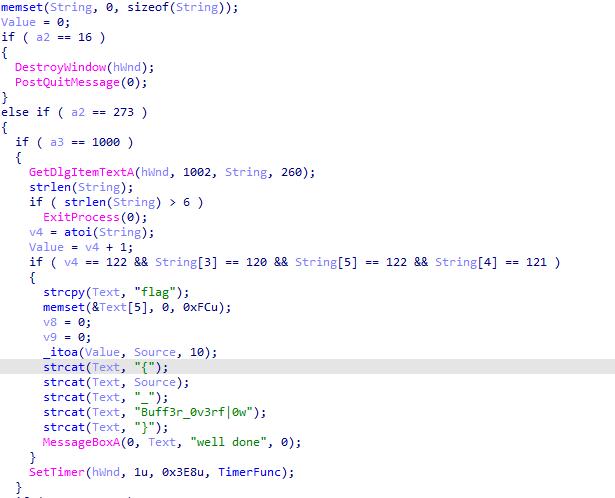 memset(String, 0, sizeof(String));
Value = 0;
if ( a2 == 16 )
{
DestroyWindow(hWnd);
PostQuitMessage(0);
}
else if ( a2 == 273 )
{
if ( a3 == 1000 )
{
GetDlgItemTextA(hWnd, 1002, String, 260);
strlen(String);
if ( strlen(String) > 6 )
ExitProcess(0);
v4 = atoi(String);
Value = v4 + 1;
if ( v4 == 122 && String[3] == 120 && String[5] == 122 && String[4] == 121 )
{
strcpy(Text, "flag");
memset(&Text[5], 0, 0xFCu);
v8 = 0;
v9 = 0;
_itoa(Value, Source, 10);
strcat(Text, "{");
strcat(Text, Source);
strcat(Text, "_");
strcat(Text, "Buff3r_0v3rf|0w");
strcat(Text, "}");
MessageBoxA(0, Text, "well done", 0);
}
SetTimer(hWnd, 1u, 0x3E8u, TimerFunc);
}